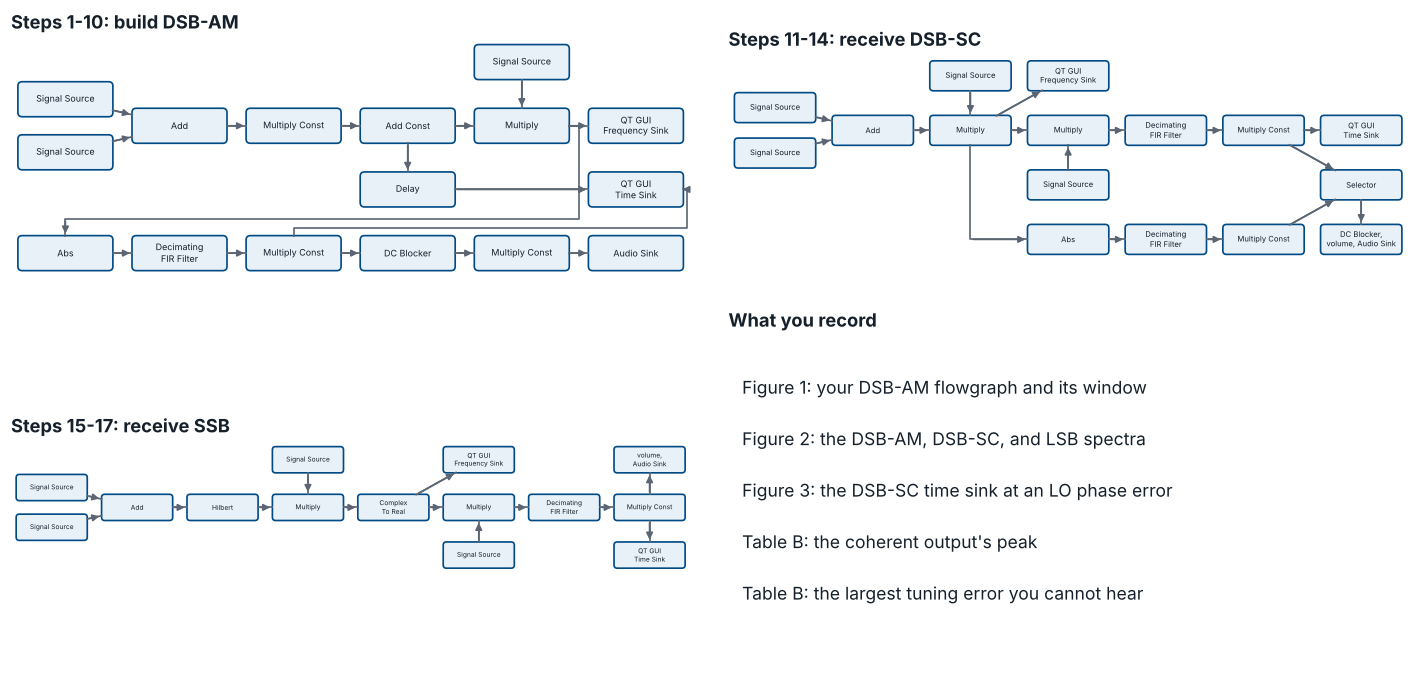 Steps 1-10: build DSB-AM
Signal Source
Signal Source
Signal Source
Add
Multiply Const
Add Const
Multiply
QT GUI
Frequency Sink
Delay
QT GUI
Time Sink
Abs
Decimating
FIR Filter
Multiply Const
DC Blocker
Multiply Const
Audio Sink
Steps 11-14: receive DSB-SC
Signal Source
QT GUI
Frequency Sink
Signal Source
Signal Source
Add
Multiply
Multiply
Decimating
FIR Filter
Multiply Const
QT GUI
Time Sink
Signal Source
Selector
Abs
Decimating
FIR Filter
Multiply Const
DC Blocker,
volume, Audio Sink
Steps 15-17: receive SSB
Signal Source
QT GUI
Frequency Sink
volume,
Audio Sink
Signal Source
Signal Source
Add
Hilbert
Multiply
Complex
To Real
Multiply
Decimating
FIR Filter
Multiply Const
Signal Source
QT GUI
Time Sink
What you record
Figure 1: your DSB-AM flowgraph and its window
Figure 2: the DSB-AM, DSB-SC, and LSB spectra
Figure 3: the DSB-SC time sink at an LO phase error
Table B: the coherent output's peak
Table B: the largest tuning error you cannot hear